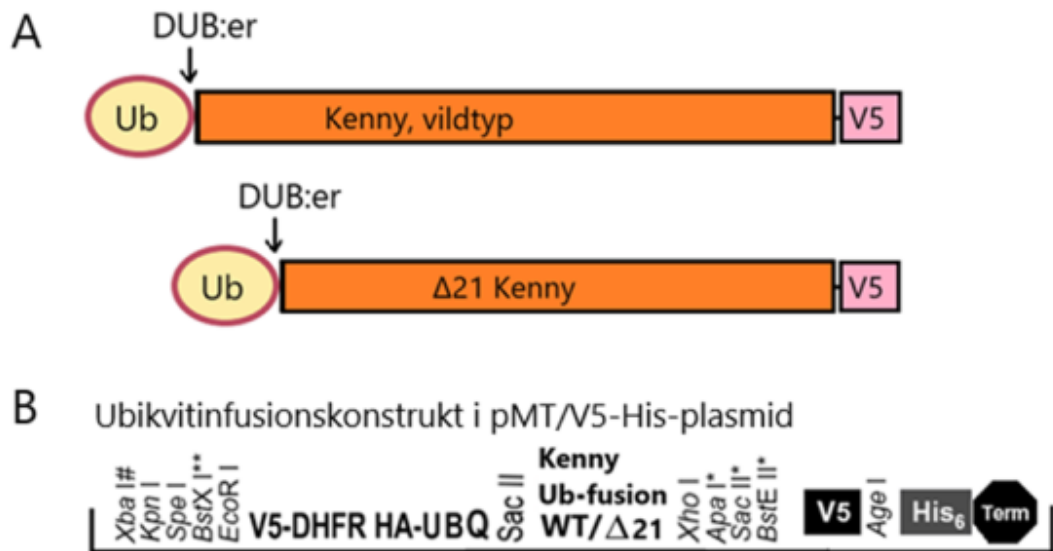 A
DUB:er
Ub
Kenny, vildtyp
V5
DUB:er
Ub
Δ21 Kenny
V5
B
Ubikvitinfusionskonstrukt i pMT/V5-His-plasmid
Xba I#
Kpn I
Spe I
BstX I**
EcoR I
V5-DHFR HA-UBQ
Sac II
Kenny
Ub-fusion
WT/Δ21
Xho I
Apa I*
Sac II*
BstE II*
V5
Age I
His₆
Term